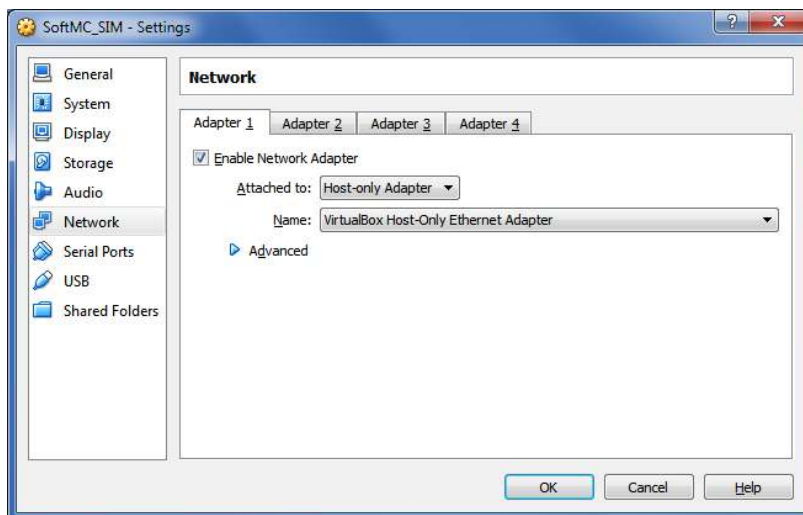 SoftMC_SIM - Settings
?
X
General
System
Display
Storage
Audio
Network
Serial Ports
USB
Shared Folders
Network
Adapter 1 Adapter 2 Adapter 3 Adapter 4
Enable Network Adapter
Attached to: Host-only Adapter
Name: VirtualBox Host-Only Ethernet Adapter
Advanced
OK Cancel Help